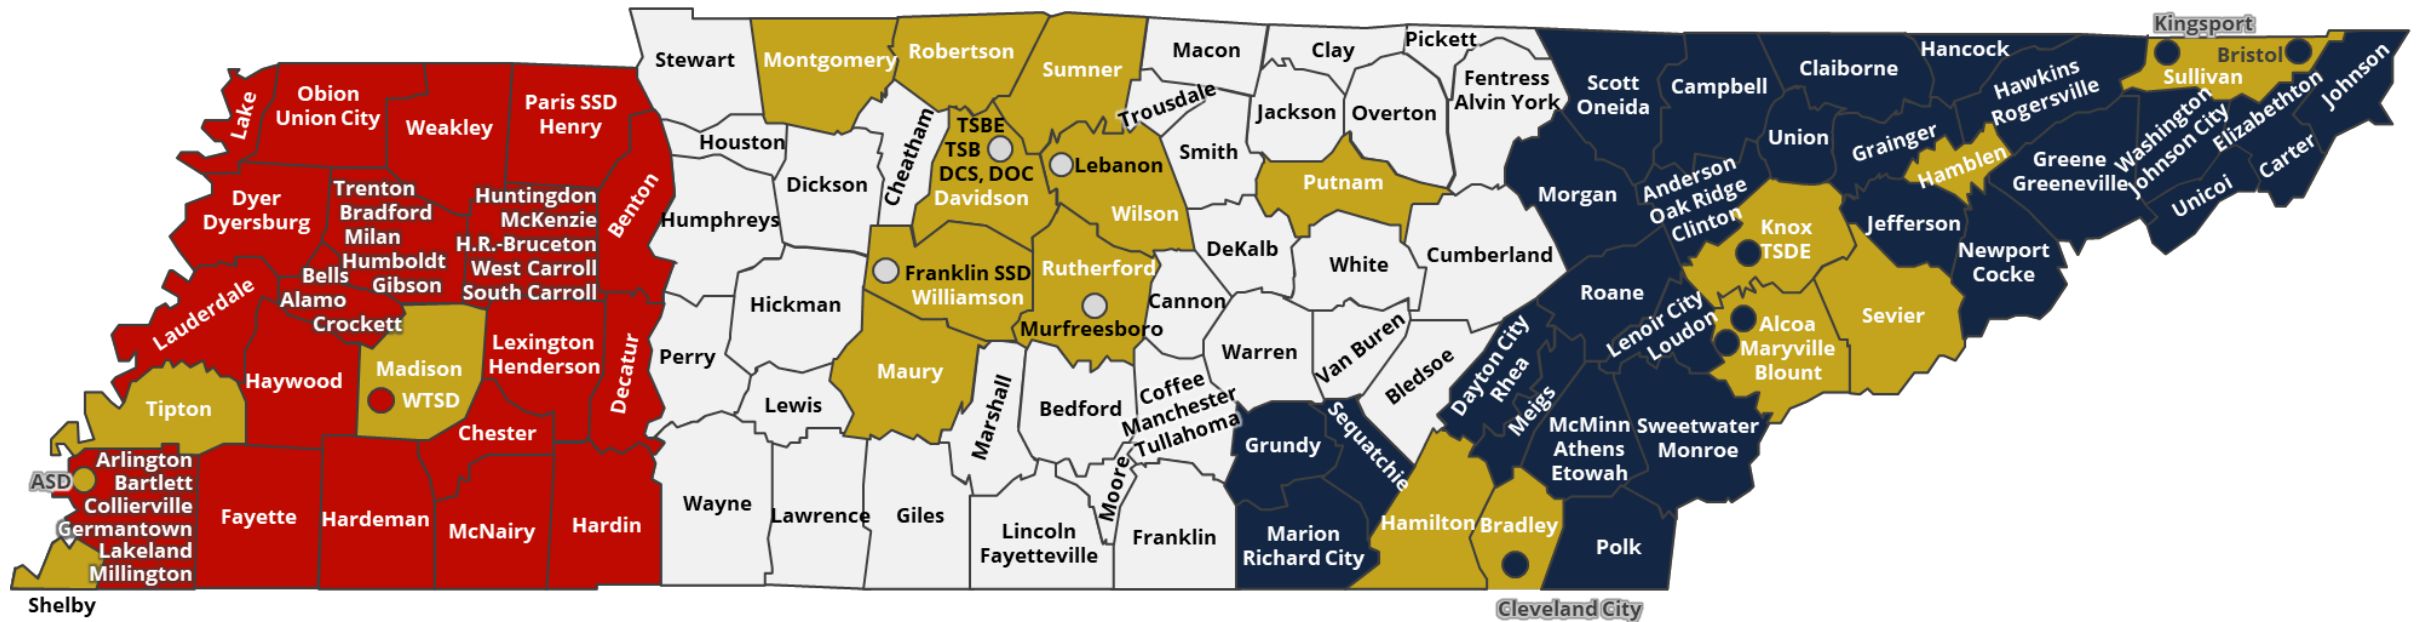 Lake
Obion
Union City
Weakley
Paris SSD
Henry
Dyer
Dyersburg
Trenton
Bradford
Milan
Humboldt
Gibson
Huntingdon
McKenzie
H.R.-Bruceton
West Carroll
South Carroll
Benton
Lauderdale
Bells
Alamo
Crockett
Haywood
Madison
WTSD
Lexington
Henderson
Decatur
Tipton
ASD
Arlington
Bartlett
Collierville
Germantown
Lakeland
Millington
Shelby
Fayette
Hardeman
Chester
McNairy
Hardin
Stewart
Montgomery
Robertson
Sumner
Macon
Clay
Pickett
Houston
Humphreys
Dickson
Cheatham
TSBE
TSB
DCS, DOC
Davidson
Lebanon
Wilson
Trousdale
Smith
Jackson
Overton
Fentress
Alvin York
Putnam
Hickman
Franklin SSD
Williamson
Rutherford
Murfreesboro
Cannon
DeKalb
White
Cumberland
Perry
Lewis
Maury
Marshall
Bedford
Coffee
Manchester
Tullahoma
Warren
Van Buren
Bledsoe
Wayne
Lawrence
Giles
Lincoln
Fayetteville
Moore
Franklin
Grundy
Sequatchie
Marion
Richard City
Hamilton
Bradley
Cleveland City
Polk
Scott
Oneida
Campbell
Claiborne
Hancock
Hawkins
Rogersville
Kingsport
Bristol
Sullivan
Johnson
Morgan
Anderson
Oak Ridge
Clinton
Union
Grainger
Hamblen
Greene
Greeneville
Washington
Johnson City
Elizabethton
Carter
Unicoi
Knox
TSDE
Jefferson
Newport
Cocke
Roane
Lenoir City
Loudon
Alcoa
Maryville
Blount
Sevier
Dayton City
Rhea
Meigs
McMinn
Athens
Etowah
Sweetwater
Monroe